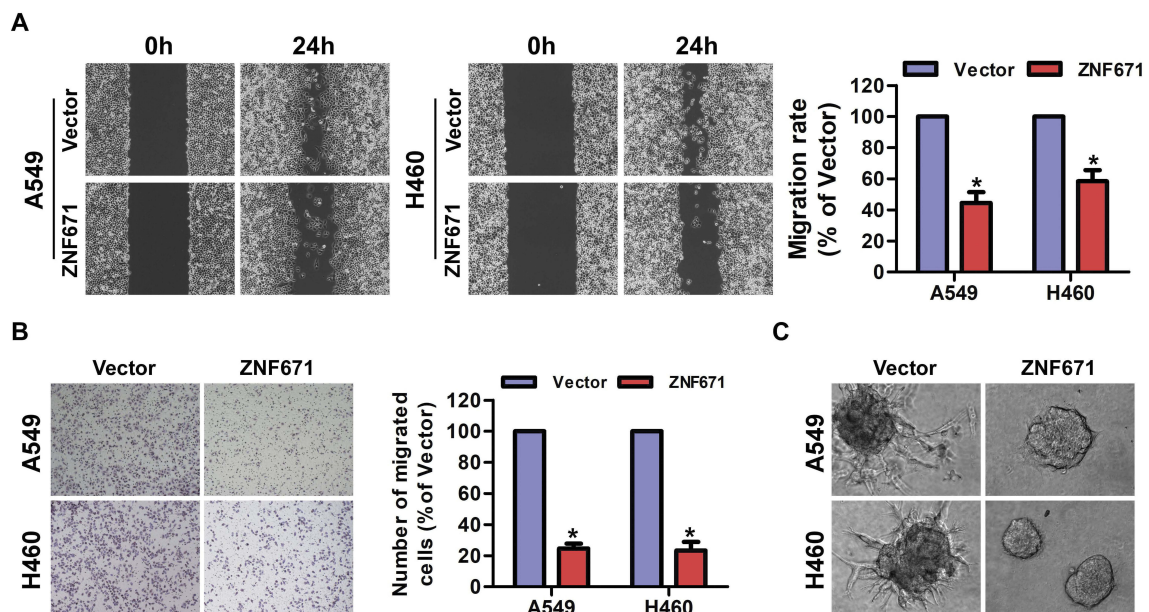 A
0h 24h 0h 24h
Vector ZNF671
A549
Vector
ZNF671
H460
Vector
ZNF671
Migration rate
(% of Vector)
120
100
80
60
40
20
0
* *
A549 H460
B
Vector ZNF671
A549
H460
Vector ZNF671
Number of migrated
cells (% of Vector)
120
100
80
60
40
20
0
* *
A549 H460
C
Vector ZNF671
A549
H460